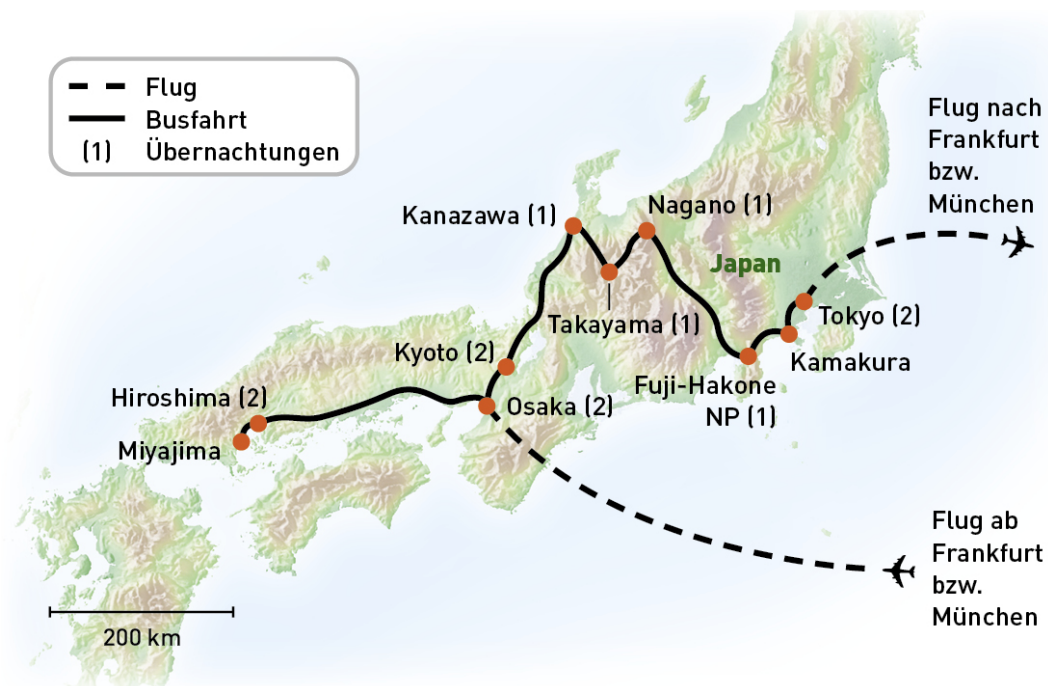 Flug
Busfahrt
(1) Übernachtungen
Flug nach
Frankfurt
bzw.
München
Kanazawa (1)
Nagano (1)
Japan
Takayama (1)
Tokyo (2)
Kamakura
Kyoto (2)
Fuji-Hakone
NP (1)
Hiroshima (2)
Osaka (2)
Miyajima
Flug ab
Frankfurt
bzw.
München
200 km